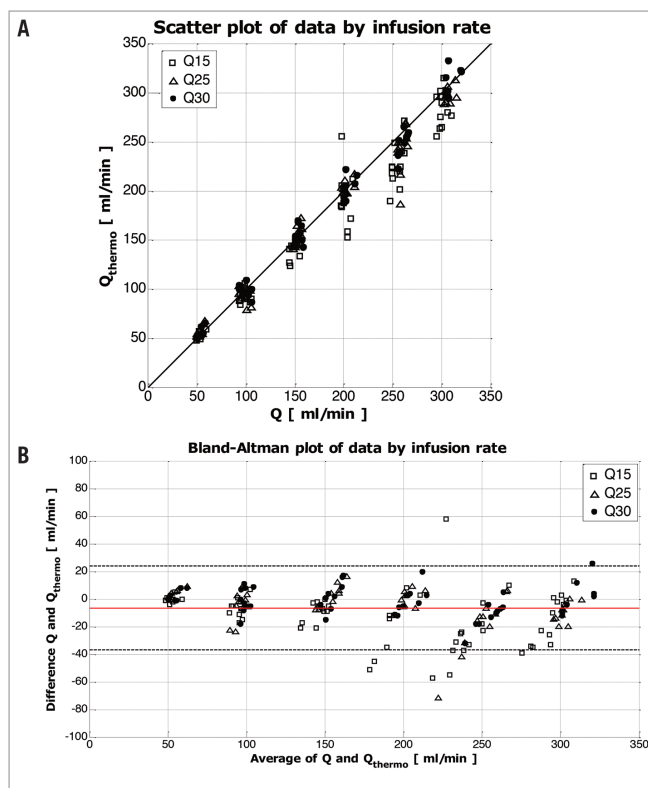 A
Scatter plot of data by infusion rate
350
300
250
200
150
100
50
0
Q15
Q25
Q30
Qthermo [ ml/min ]
0 50 100 150 200 250 300 350
Q [ ml/min ]
B
Bland-Altman plot of data by infusion rate
100
80
60
40
20
0
-20
-40
-60
-80
-100
Q15
Q25
Q30
Difference Q and Qthermo [ ml/min ]
0 50 100 150 200 250 300 350
Average of Q and Qthermo [ ml/min ]